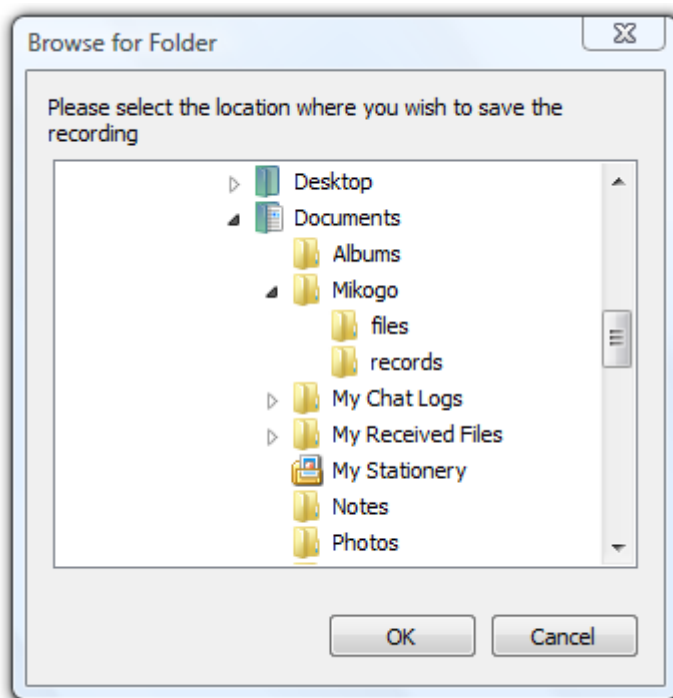 Browse for Folder
Please select the location where you wish to save the
recording
Desktop
Documents
Albums
Mikogo
files
records
My Chat Logs
My Received Files
My Stationery
Notes
Photos
OK
Cancel